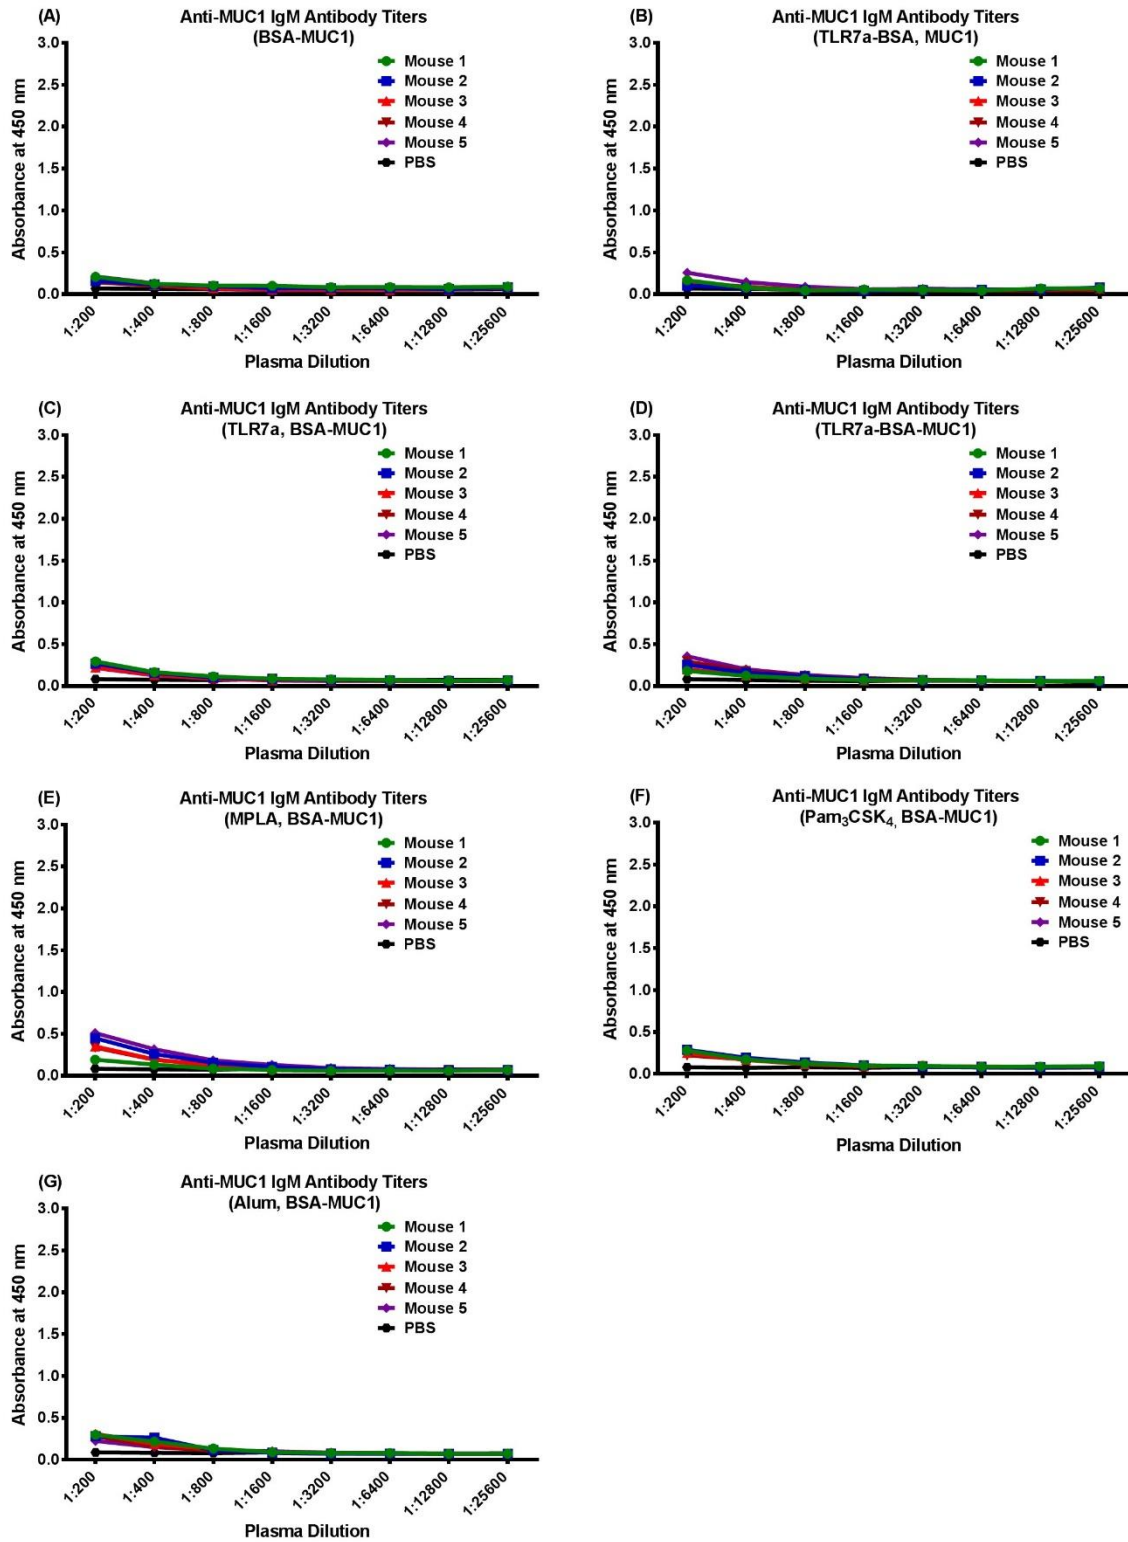 (A)
Anti-MUC1 IgM Antibody Titers
(BSA-MUC1)
Absorbance at 450 nm
3.0
2.5
2.0
1.5
1.0
0.5
0.0
Mouse 1
Mouse 2
Mouse 3
Mouse 4
Mouse 5
PBS
1:200
1:400
1:800
1:1600
1:3200
1:6400
1:12800
1:25600
Plasma Dilution
(B)
Anti-MUC1 IgM Antibody Titers
(TLR7a-BSA, MUC1)
Absorbance at 450 nm
3.0
2.5
2.0
1.5
1.0
0.5
0.0
Mouse 1
Mouse 2
Mouse 3
Mouse 4
Mouse 5
PBS
1:200
1:400
1:800
1:1600
1:3200
1:6400
1:12800
1:25600
Plasma Dilution
(C)
Anti-MUC1 IgM Antibody Titers
(TLR7a, BSA-MUC1)
Absorbance at 450 nm
3.0
2.5
2.0
1.5
1.0
0.5
0.0
Mouse 1
Mouse 2
Mouse 3
Mouse 4
Mouse 5
PBS
1:200
1:400
1:800
1:1600
1:3200
1:6400
1:12800
1:25600
Plasma Dilution
(D)
Anti-MUC1 IgM Antibody Titers
(TLR7a-BSA-MUC1)
Absorbance at 450 nm
3.0
2.5
2.0
1.5
1.0
0.5
0.0
Mouse 1
Mouse 2
Mouse 3
Mouse 4
Mouse 5
PBS
1:200
1:400
1:800
1:1600
1:3200
1:6400
1:12800
1:25600
Plasma Dilution
(E)
Anti-MUC1 IgM Antibody Titers
(MPLA, BSA-MUC1)
Absorbance at 450 nm
3.0
2.5
2.0
1.5
1.0
0.5
0.0
Mouse 1
Mouse 2
Mouse 3
Mouse 4
Mouse 5
PBS
1:200
1:400
1:800
1:1600
1:3200
1:6400
1:12800
1:25600
Plasma Dilution
(F)
Anti-MUC1 IgM Antibody Titers
(Pam₃CSK₄, BSA-MUC1)
Absorbance at 450 nm
3.0
2.5
2.0
1.5
1.0
0.5
0.0
Mouse 1
Mouse 2
Mouse 3
Mouse 4
Mouse 5
PBS
1:200
1:400
1:800
1:1600
1:3200
1:6400
1:12800
1:25600
Plasma Dilution
(G)
Anti-MUC1 IgM Antibody Titers
(Alum, BSA-MUC1)
Absorbance at 450 nm
3.0
2.5
2.0
1.5
1.0
0.5
0.0
Mouse 1
Mouse 2
Mouse 3
Mouse 4
Mouse 5
PBS
1:200
1:400
1:800
1:1600
1:3200
1:6400
1:12800
1:25600
Plasma Dilution